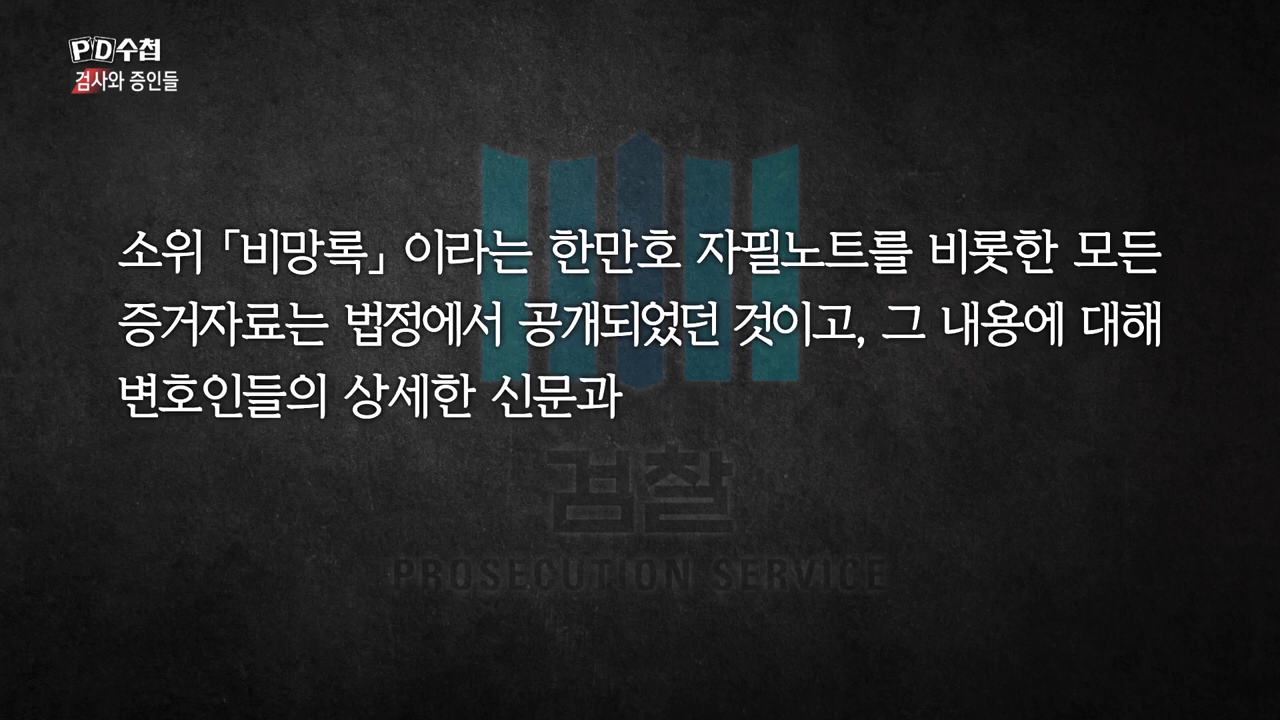 PD수첩
검사와 증인들
소위 「비망록」 이라는 한만호 자필노트를 비롯한 모든
증거자료는 법정에서 공개되었던 것이고, 그 내용에 대해
변호인들의 상세한 신문과
검찰
PROSECUTION SERVICE